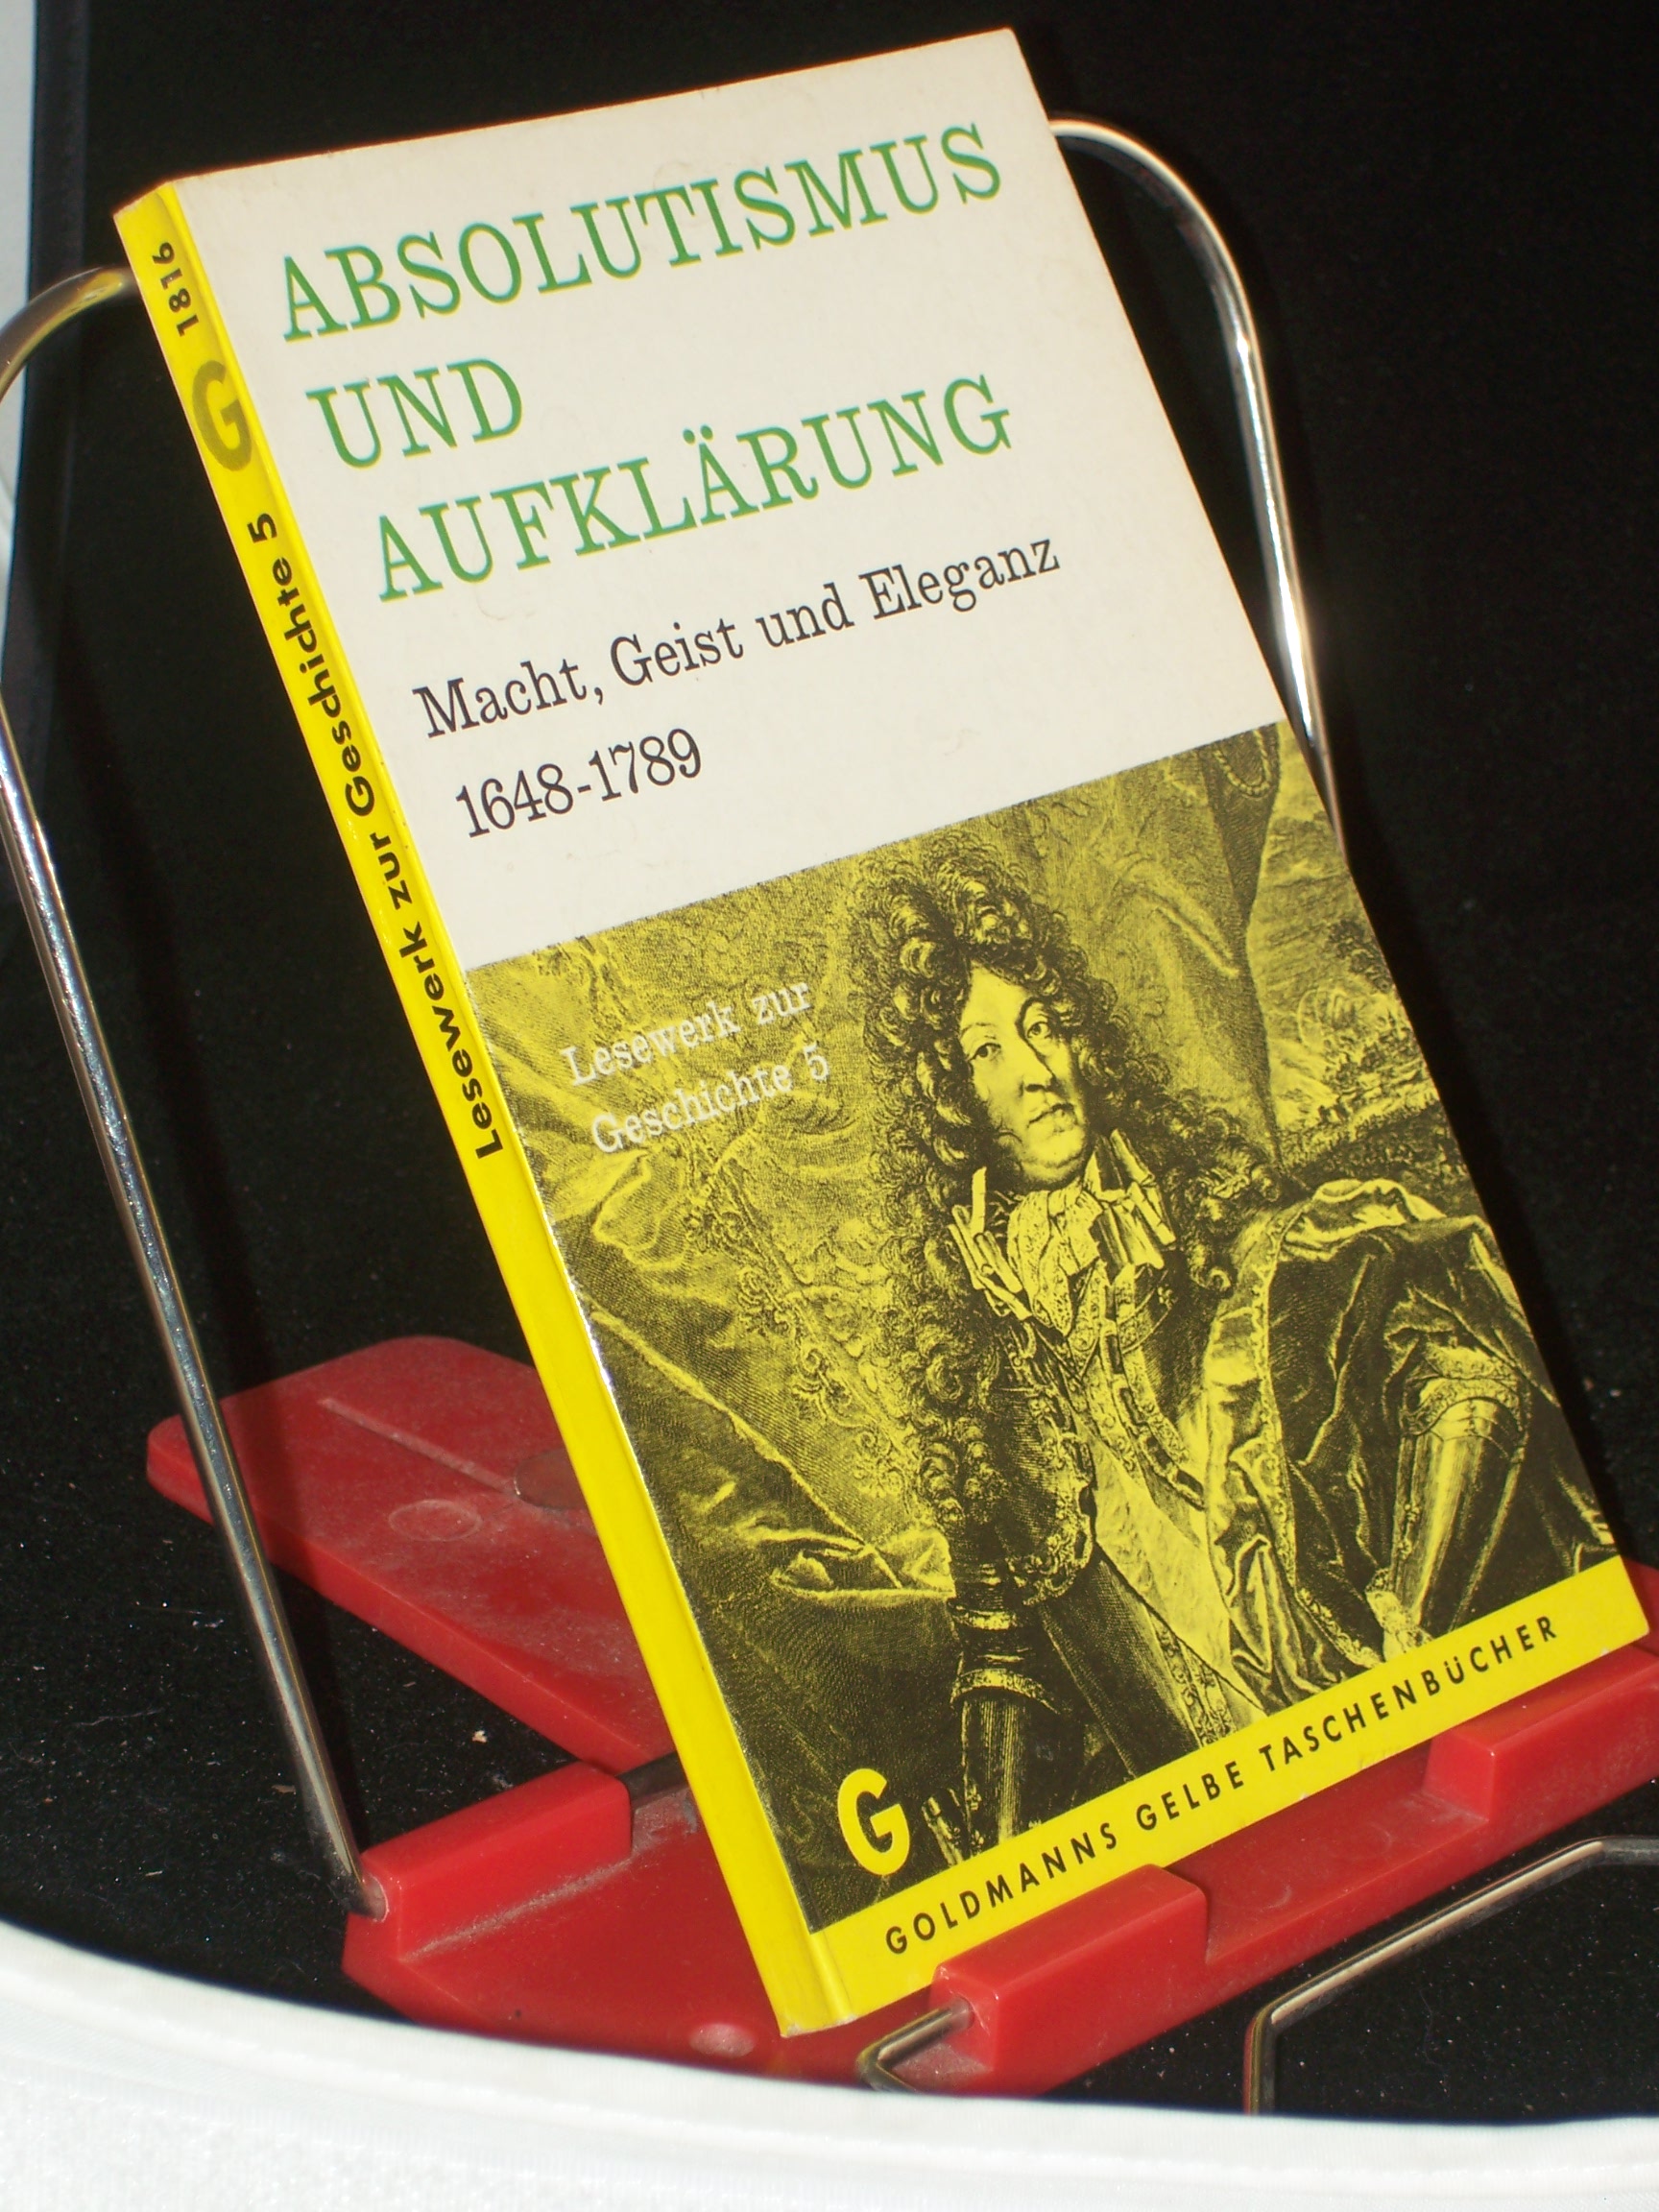 ABSOLUTISMUS
UND
AUFKLÄRUNG
Macht, Geist und Eleganz
1648-1789
Lesewerk zur
Geschichte 5
G
GOLDMANNS GELBE TASCHENBÜCHER
Lesewerk zur Geschichte 5 G 1816